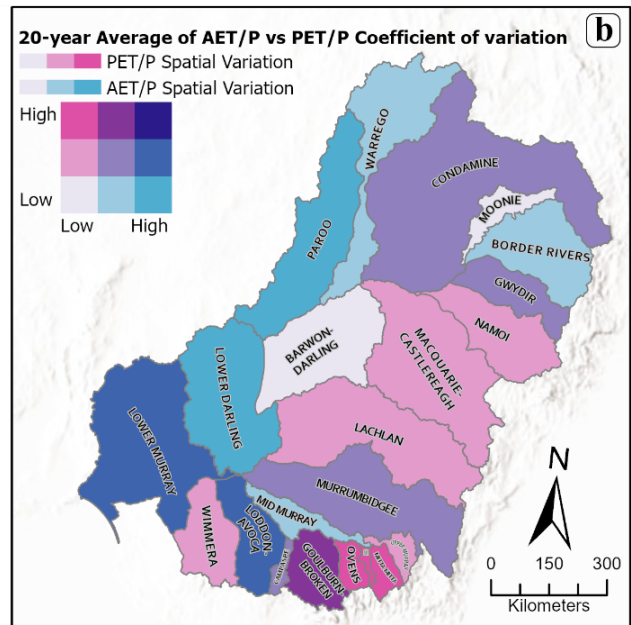 20-year Average of AET/P vs PET/P Coefficient of variation
b
PET/P Spatial Variation
AET/P Spatial Variation
High
Low
Low
High
WARREGO
CONDAMINE
PAROO
MOONIE
BORDER RIVERS
GWYDIR
NAMOI
BARWON-
DARLING
MACQUARIE-
CASTLEREAGH
LOWER DARLING
LOWER MURRAY
LACHLAN
MURRUMBIDGEE
MID MURRAY
WIMMERA
LODDON-
AVOCA
CAMPASPE
GOULBURN
BROKEN
OVENS
N
0
150
300
Kilometers